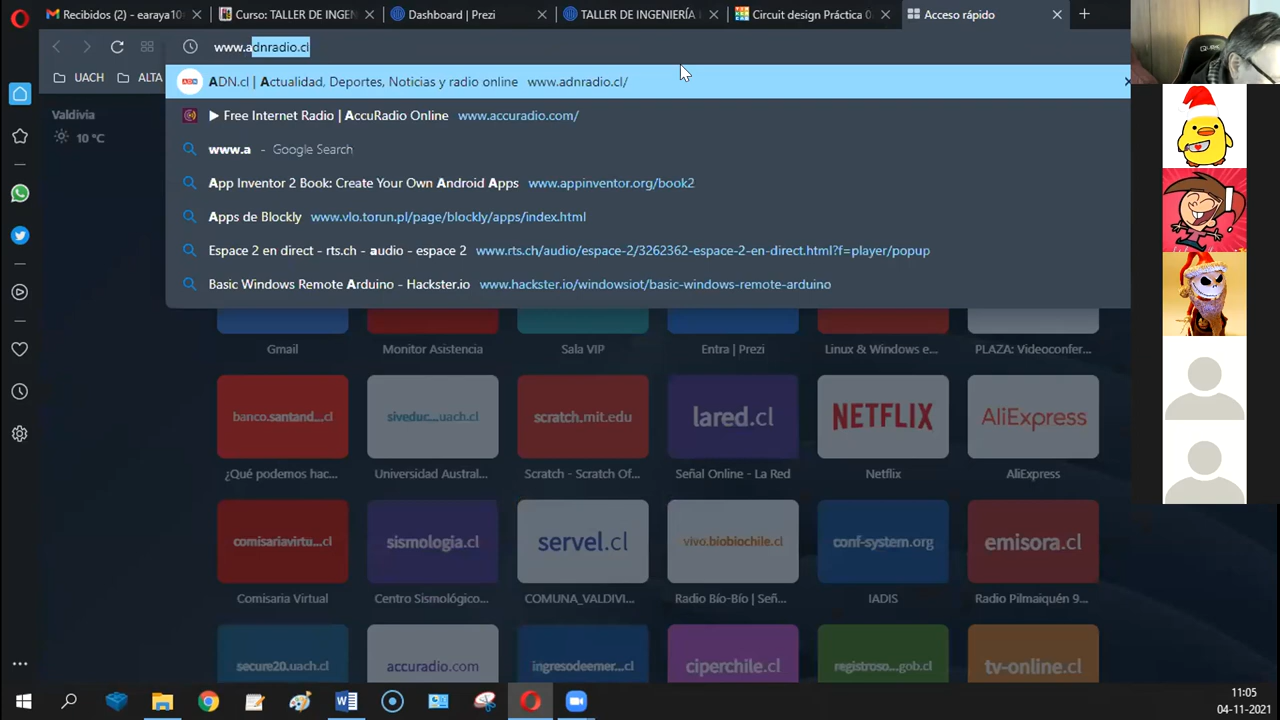 Recibidos (2) - earaya10
Curso: TALLER DE INGEN
Dashboard | Prezi
TALLER DE INGENIERÍA
Circuit design Práctica 0
Acceso rápido
www.adnradio.cl
UACH
ALTA
ADN.cl | Actualidad, Deportes, Noticias y radio online www.adnradio.cl/
▶ Free Internet Radio | AccuRadio Online www.accuradio.com/
www.a - Google Search
App Inventor 2 Book: Create Your Own Android Apps www.appinventor.org/book2
Apps de Blockly www.vlo.torun.pl/page/blockly/apps/index.html
Espace 2 en direct - rts.ch - audio - espace 2 www.rts.ch/audio/espace-2/3262362-espace-2-en-direct.html?f=player/popup
Basic Windows Remote Arduino - Hackster.io www.hackster.io/windowsiot/basic-windows-remote-arduino
Valdivia
10 °C
Gmail
Monitor Asistencia
Sala VIP
Entra | Prezi
Linux & Windows e...
PLAZA: Videoconfer...
banco.santand...cl
siveduc....uach.cl
scratch.mit.edu
lared.cl
NETFLIX
AliExpress
¿Qué podemos hac...
Universidad Austral...
Scratch - Scratch Of...
Señal Online - La Red
Netflix
AliExpress
comisariavirtu...cl
sismologia.cl
servel.cl
vivo.biobiochile.cl
conf-system.org
emisora.cl
Comisaria Virtual
Centro Sismológico...
COMUNA_VALDIVI...
Radio Bío-Bío | Señ...
IADIS
Radio Pilmaiquén 9...
secure20.uach.cl
accuradio.com
ingresodeemer...cl
ciperchile.cl
registroso...gob.cl
tv-online.cl
11:05
04-11-2021